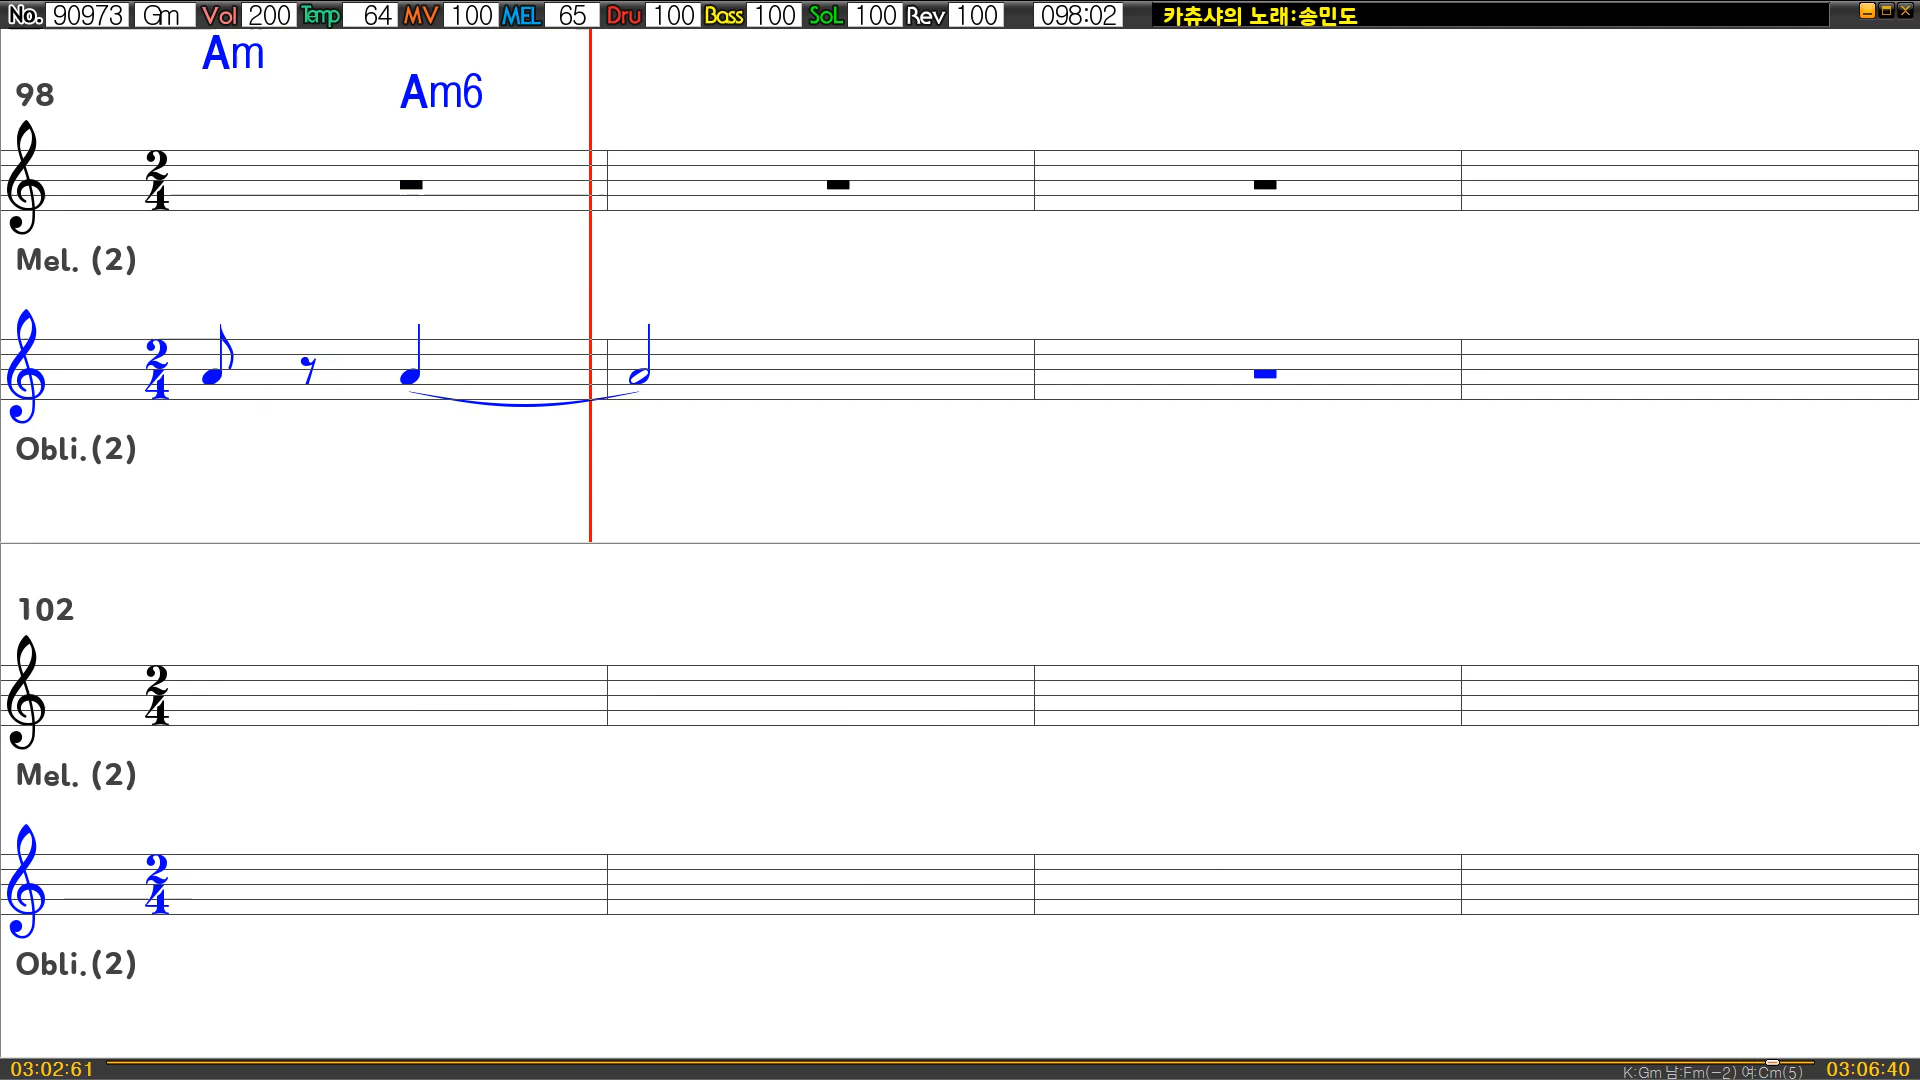 No. 90973 Gm Vol 200 Temp 64 MV 100 MEL 65 Dru 100 Bass 100 SoL 100 Rev 100 098:02 카츄샤의 노래:송민도
Am
Am6
98
2
4
Mel. (2)
2
4
Obli.(2)
102
2
4
Mel. (2)
2
4
Obli.(2)
03:02:61 K:Gm 남:Fm(-2) 여:Cm(5) 03:06:40